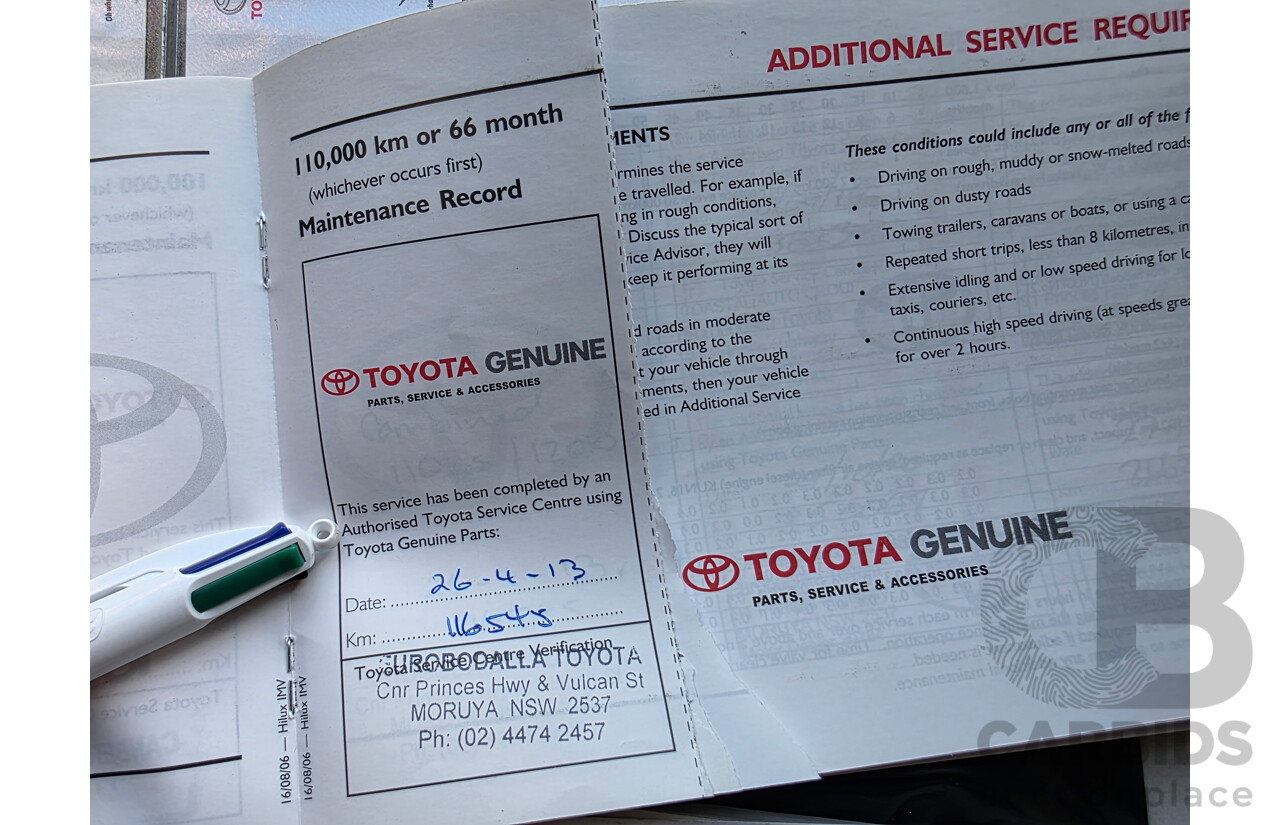 110,000 km or 66 month
(whichever occurs first)
Maintenance Record
TOYOTA GENUINE
PARTS, SERVICE & ACCESSORIES
This service has been completed by an
Authorised Toyota Service Centre using
Toyota Genuine Parts:
Date: 26-4-13
Km: 116545
Toyota Service Centre Verification
EUROBODALLA TOYOTA
Cnr Princes Hwy & Vulcan St
MORUYA NSW 2537
Ph: (02) 4474 2457
16/08/06 — Hilux IMV
16/08/06 — Hilux IMV
ADDITIONAL SERVICE REQUIR
MENTS
rmines the service
e travelled. For example, if
ng in rough conditions,
Discuss the typical sort of
vice Advisor, they will
keep it performing at its
d roads in moderate
according to the
t your vehicle through
ments, then your vehicle
ed in Additional Service
These conditions could include any or all of the f
• Driving on rough, muddy or snow-melted roads
• Driving on dusty roads
• Towing trailers, caravans or boats, or using a ca
• Repeated short trips, less than 8 kilometres, in
• Extensive idling and or low speed driving for lo
taxis, couriers, etc.
• Continuous high speed driving (at speeds grea
for over 2 hours.
TOYOTA GENUINE
PARTS, SERVICE & ACCESSORIES
CARBIDS
place